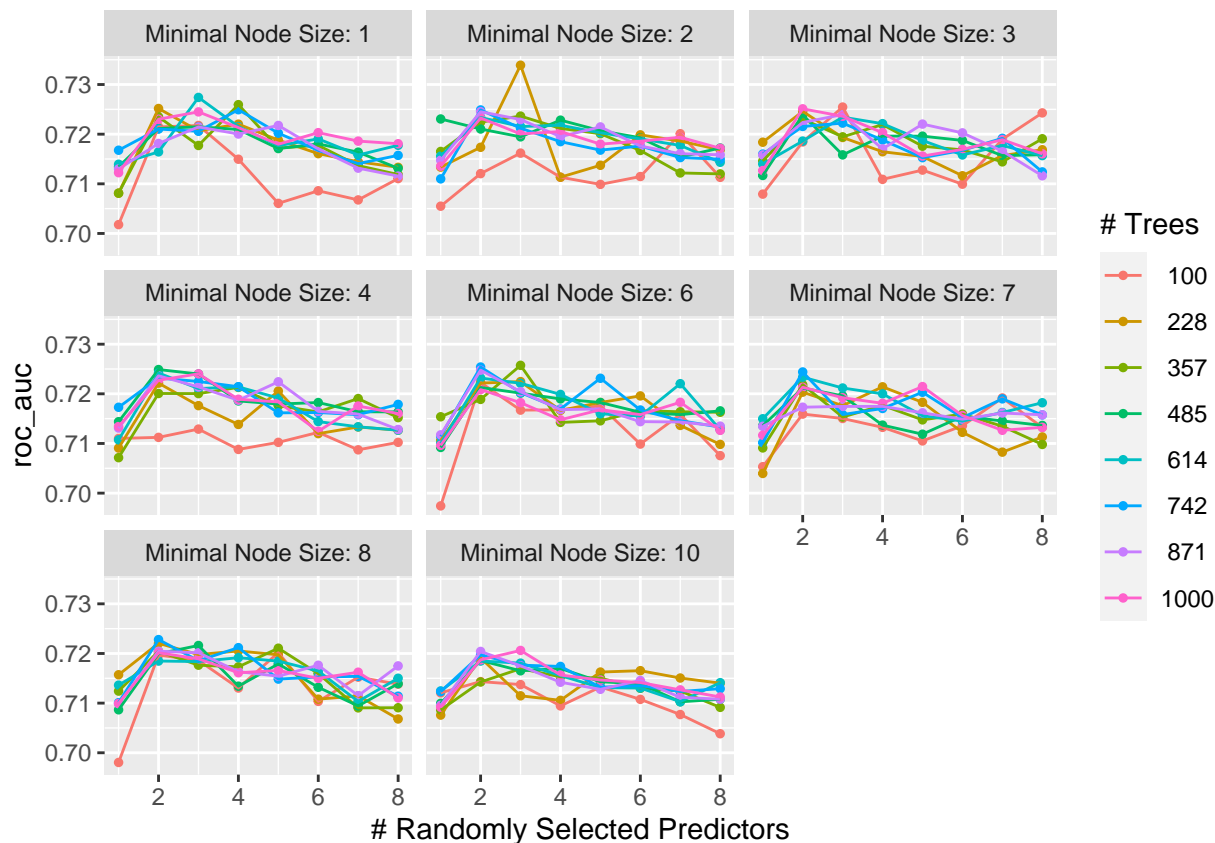 Minimal Node Size: 1 Minimal Node Size: 2 Minimal Node Size: 3
0.73
0.72
0.71
0.70
Minimal Node Size: 4 Minimal Node Size: 6 Minimal Node Size: 7
0.73
0.72
0.71
0.70
2 4 6 8
Minimal Node Size: 8 Minimal Node Size: 10
0.73
0.72
0.71
0.70
2 4 6 8 2 4 6 8
# Randomly Selected Predictors
roc_auc
# Trees
100
228
357
485
614
742
871
1000